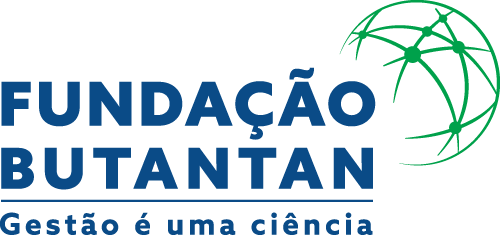 FUNDAÇÃO
BUTANTAN
Gestão é uma ciência